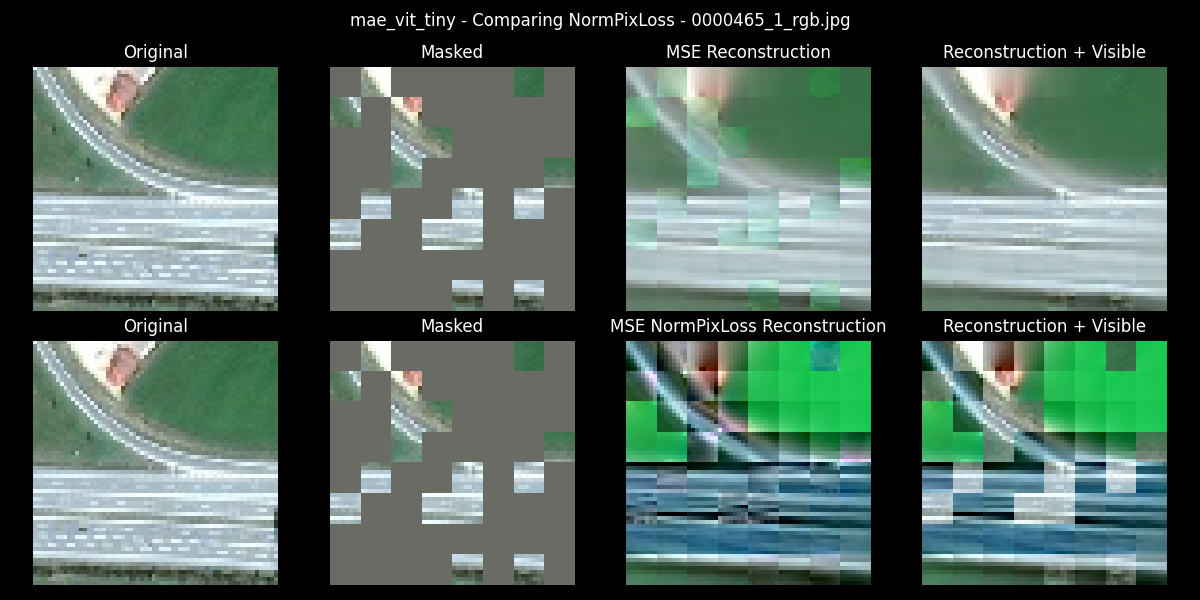 mae_vit_tiny - Comparing NormPixLoss - 0000465_1_rgb.jpg
Original Masked MSE Reconstruction Reconstruction + Visible
Original Masked MSE NormPixLoss Reconstruction Reconstruction + Visible